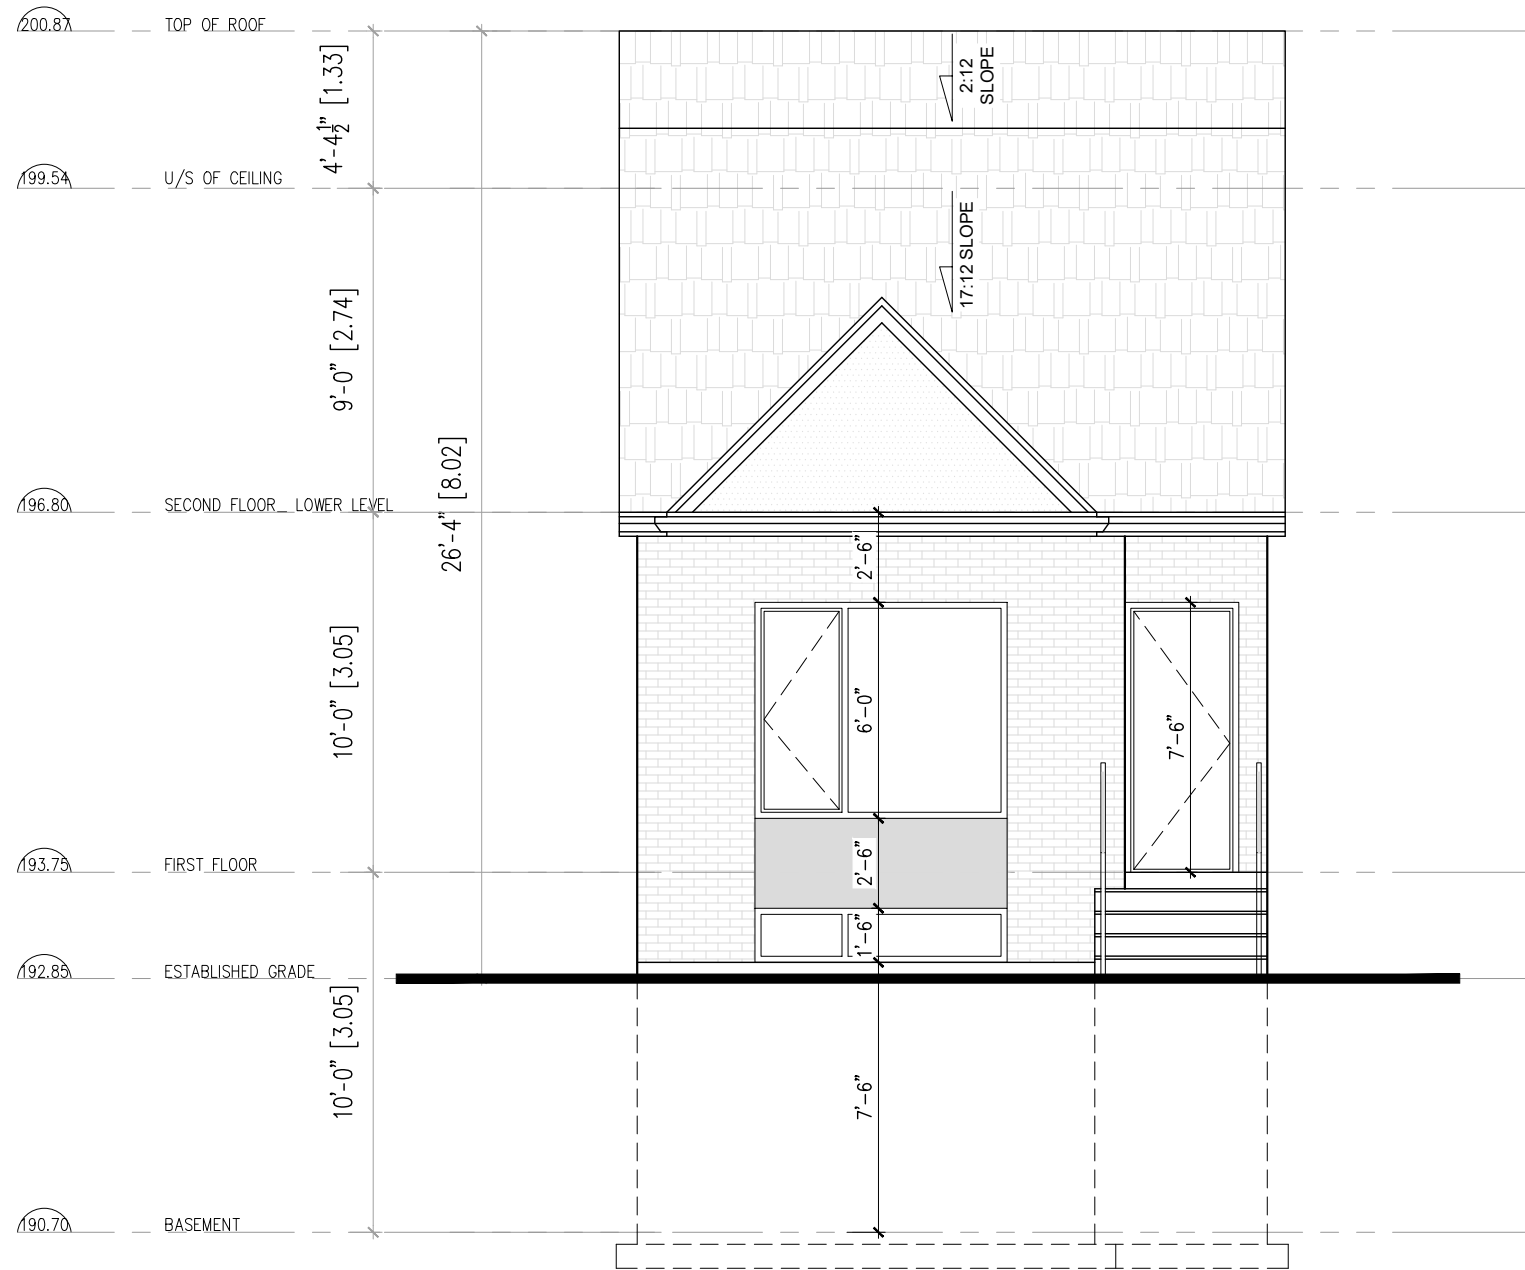 200.87 TOP OF ROOF
4'-4 1/2" [1.33]
2:12
SLOPE
199.54 U/S OF CEILING
17:12 SLOPE
9'-0" [2.74]
26'-4" [8.02]
196.80 SECOND FLOOR_ LOWER LEVEL
2'-6"
10'-0" [3.05]
6'-0"
7'-6"
193.75 FIRST FLOOR
2'-6"
1'-6"
192.85 ESTABLISHED GRADE
10'-0" [3.05]
7'-6"
190.70 BASEMENT